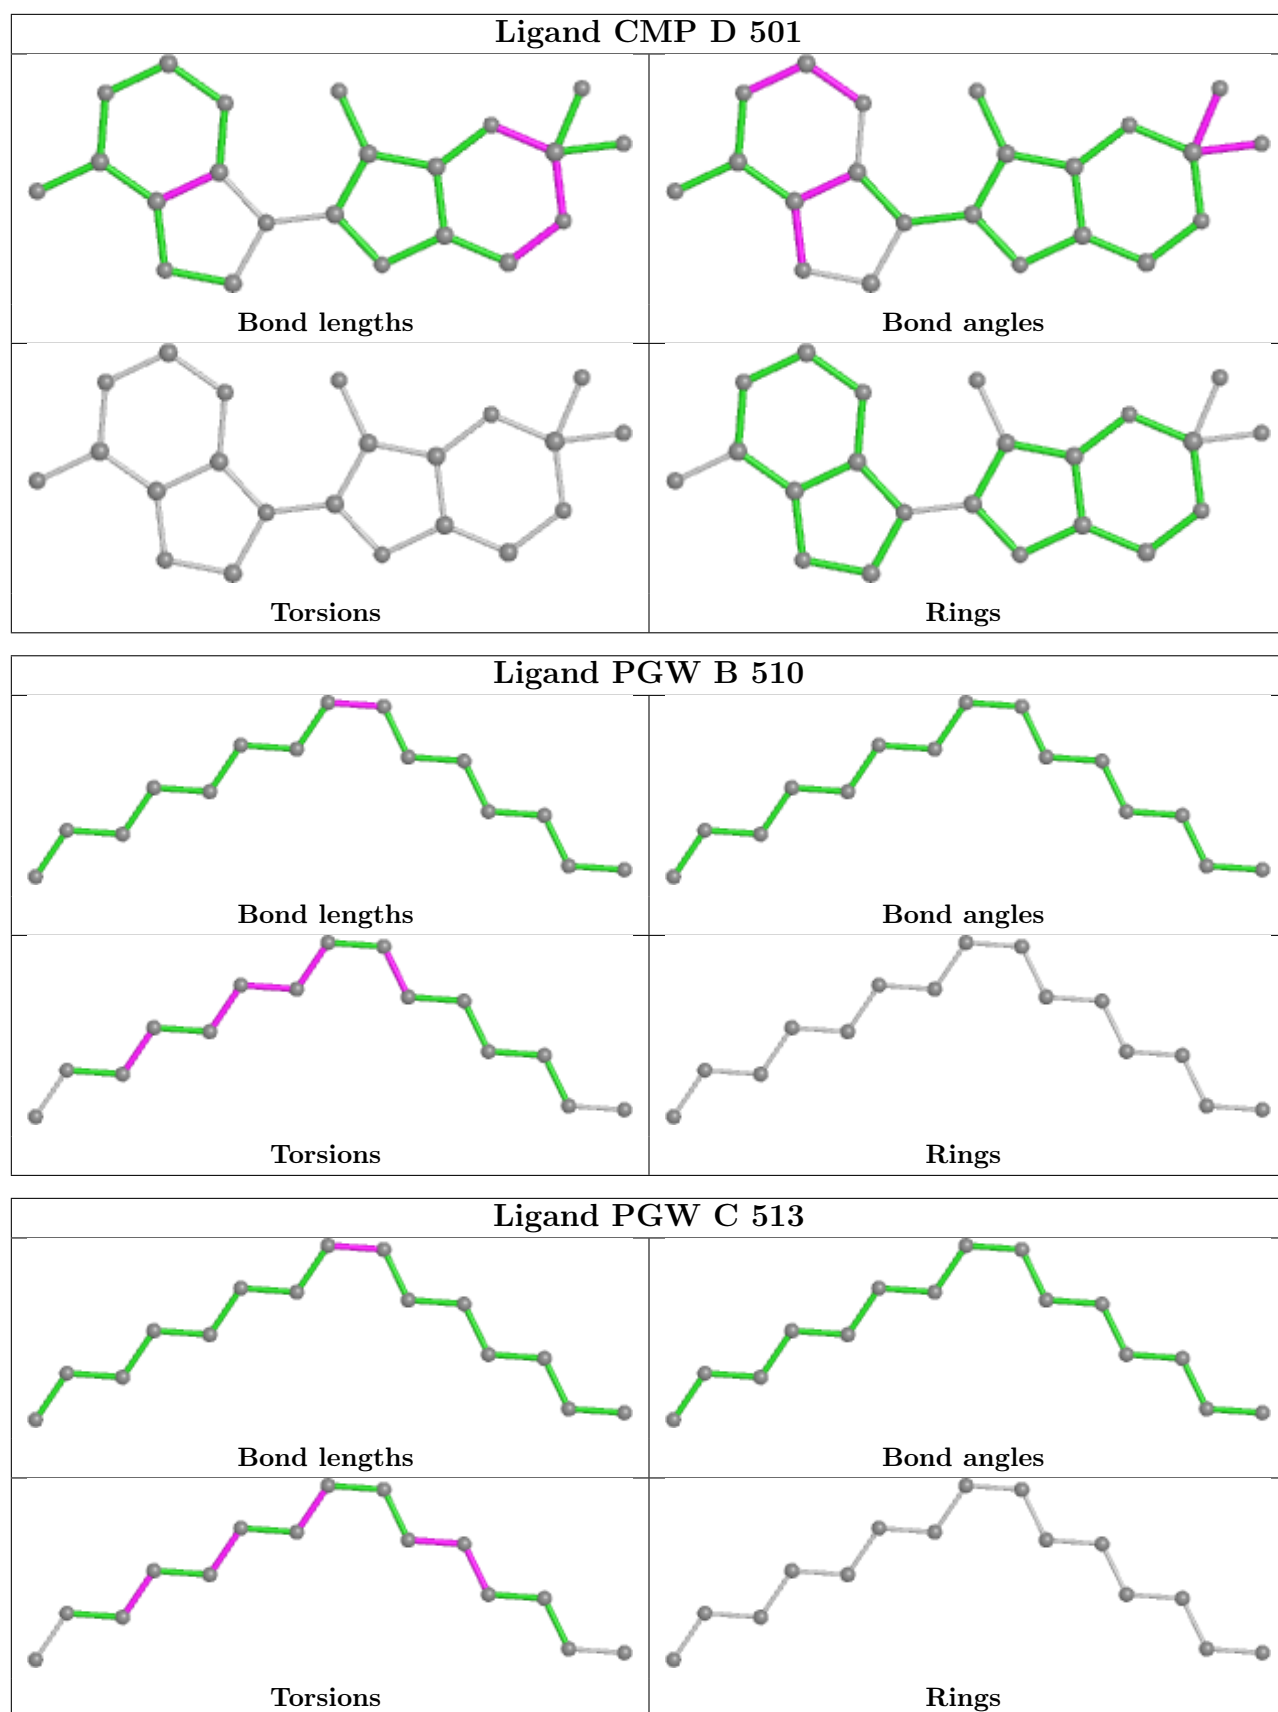 Ligand CMP D 501
Bond lengths
Bond angles
Torsions
Rings
Ligand PGW B 510
Bond lengths
Bond angles
Torsions
Rings
Ligand PGW C 513
Bond lengths
Bond angles
Torsions
Rings